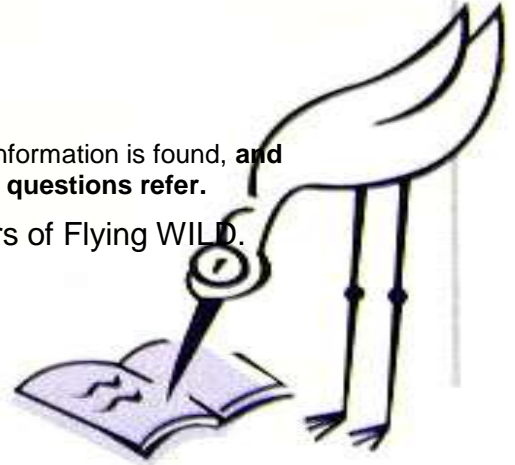 nformation is found, and
questions refer.
rs of Flying WILD.